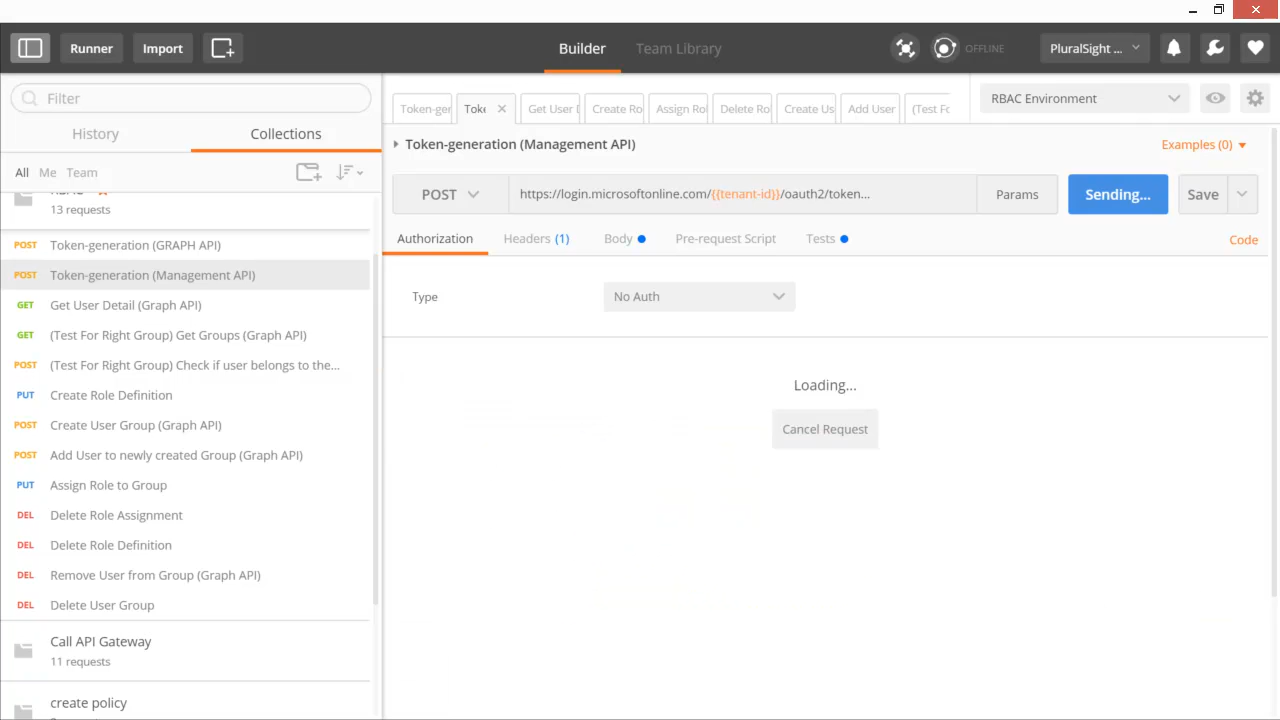 Runner
Import
Builder
Team Library
OFFLINE
PluralSight ...
Filter
History
Collections
All
Me
Team
13 requests
POST Token-generation (GRAPH API)
POST Token-generation (Management API)
GET Get User Detail (Graph API)
GET (Test For Right Group) Get Groups (Graph API)
POST (Test For Right Group) Check if user belongs to the...
PUT Create Role Definition
POST Create User Group (Graph API)
POST Add User to newly created Group (Graph API)
PUT Assign Role to Group
DEL Delete Role Assignment
DEL Delete Role Definition
DEL Remove User from Group (Graph API)
DEL Delete User Group
Call API Gateway
11 requests
create policy
Token-ger
Toke
Get User D
Create Ro
Assign Rol
Delete Ro
Create Us
Add User
(Test Fo
RBAC Environment
Token-generation (Management API)
Examples (0)
POST
https://login.microsoftonline.com/{{tenant-id}}/oauth2/token...
Params
Sending...
Save
Authorization
Headers (1)
Body
Pre-request Script
Tests
Code
Type
No Auth
Loading...
Cancel Request